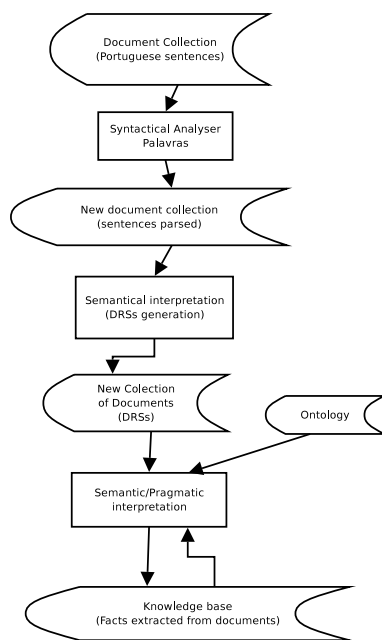 Document Collection
(Portuguese sentences)
Syntactical Analyser
Palavras
New document collection
(sentences parsed)
Semantical interpretation
(DRSs generation)
New Colection
of Documents
(DRSs)
Ontology
Semantic/Pragmatic
interpretation
Knowledge base
(Facts extracted from documents)